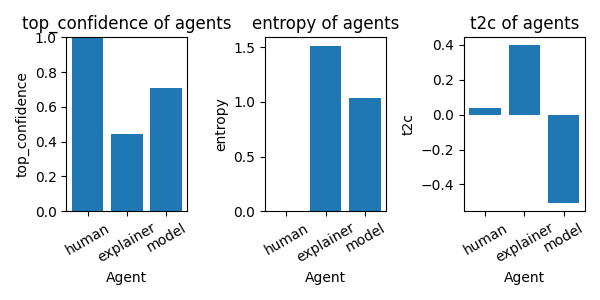 top_confidence of agents
entropy of agents
t2c of agents
top_confidence
1.0
0.8
0.6
0.4
0.2
0.0
human
explainer
model
Agent
entropy
1.5
1.0
0.5
0.0
human
explainer
model
Agent
t2c
0.4
0.2
0.0
−0.2
−0.4
human
explainer
model
Agent